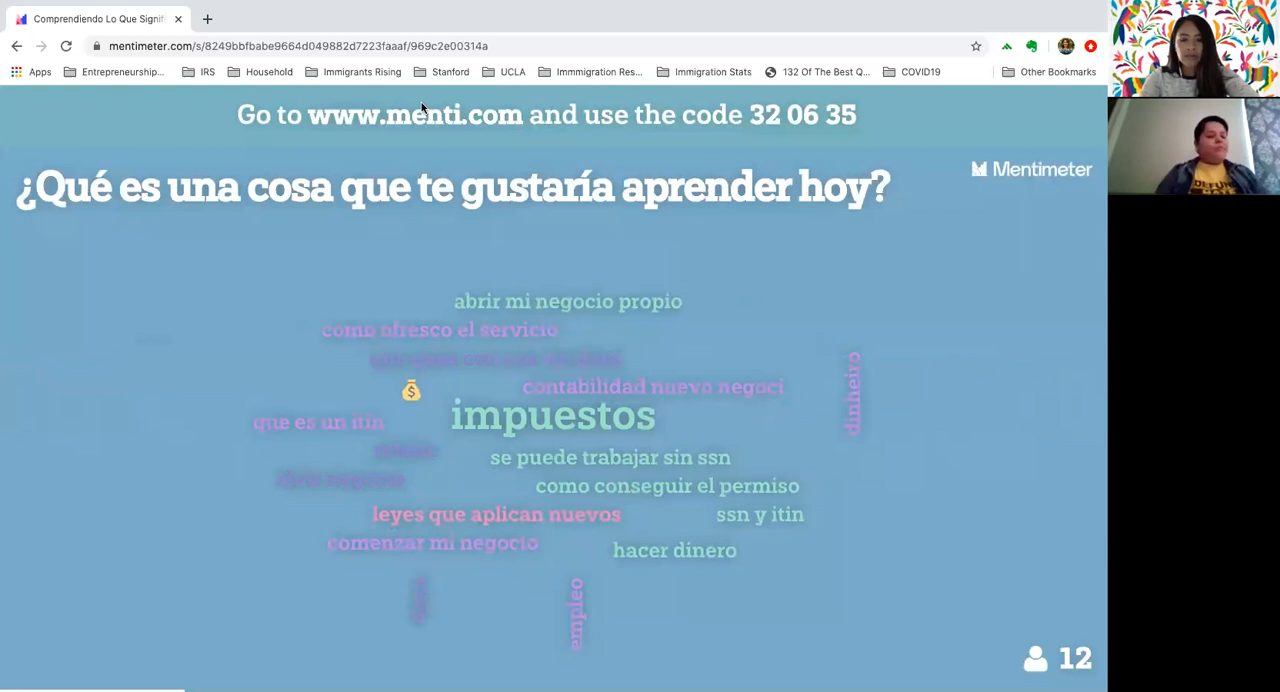 Comprendiendo Lo Que Signif
mentimeter.com/s/8249bbfbabe9664d049882d7223faaaf/969c2e00314a
Apps Entrepreneurship... IRS Household Immigrants Rising Stanford UCLA Immmigration Res... Immigration Stats 132 Of The Best Q... COVID19 Other Bookmarks
Go to www.menti.com and use the code 32 06 35
Mentimeter
¿Qué es una cosa que te gustaría aprender hoy?
abrir mi negocio propio
como ofresco el servicio
contabilidad nuevo negoci
dinheiro
impuestos
que es un itin
se puede trabajar sin ssn
como conseguir el permiso
leyes que aplican nuevos
ssn y itin
comenzar mi negocio
hacer dinero
empleo
12
DEFUND